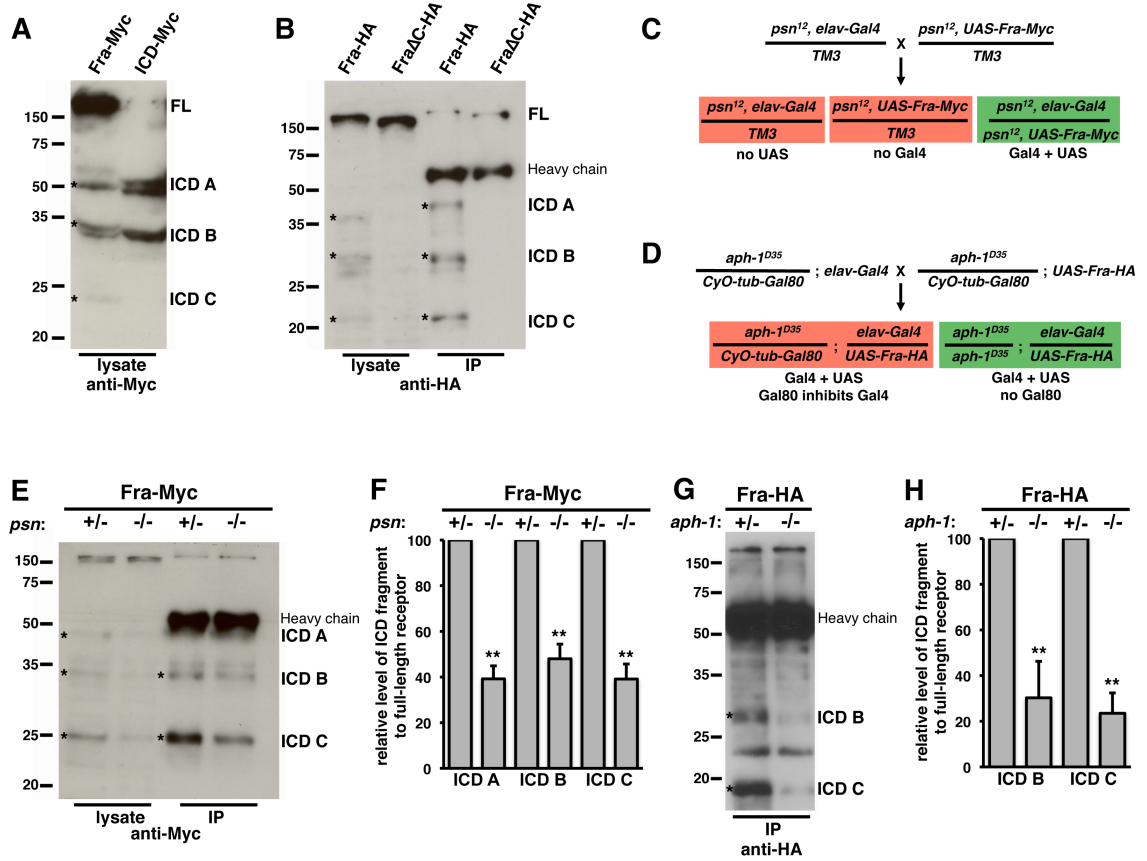 A
Fra-Myc
ICD-Myc
150
75
50
35
25
20
FL
* ICD A
* ICD B
* ICD C
lysate
anti-Myc
B
Fra-HA
FraΔC-HA
Fra-HA
FraΔC-HA
150
75
50
35
25
20
FL
Heavy chain
* ICD A
* * ICD B
* * ICD C
*
lysate IP
anti-HA
C
psn12, elav-Gal4 X psn12, UAS-Fra-Myc
TM3 TM3
psn12, elav-Gal4 psn12, UAS-Fra-Myc psn12, elav-Gal4
TM3 TM3 psn12, UAS-Fra-Myc
no UAS no Gal4 Gal4 + UAS
D
aph-1D35 ; elav-Gal4 X aph-1D35 ; UAS-Fra-HA
CyO-tub-Gal80 CyO-tub-Gal80
aph-1D35 ; elav-Gal4 aph-1D35 ; elav-Gal4
CyO-tub-Gal80 UAS-Fra-HA aph-1D35 UAS-Fra-HA
Gal4 + UAS Gal4 + UAS
Gal80 inhibits Gal4 no Gal80
E
Fra-Myc
psn: +/- -/- +/- -/-
150
75
50
35
25
20
Heavy chain
* ICD A
* * ICD B
* * ICD C
lysate IP
anti-Myc
F
Fra-Myc
psn: +/- -/- +/- -/- +/- -/-
relative level of ICD fragment
to full-length receptor
100
80
60
40
20
0
** ** **
ICD A ICD B ICD C
G
Fra-HA
aph-1: +/- -/-
150
75
50
35
25
20
Heavy chain
* ICD B
* ICD C
IP
anti-HA
H
Fra-HA
aph-1: +/- -/- +/- -/-
relative level of ICD fragment
to full-length receptor
100
80
60
40
20
0
** **
ICD B ICD C